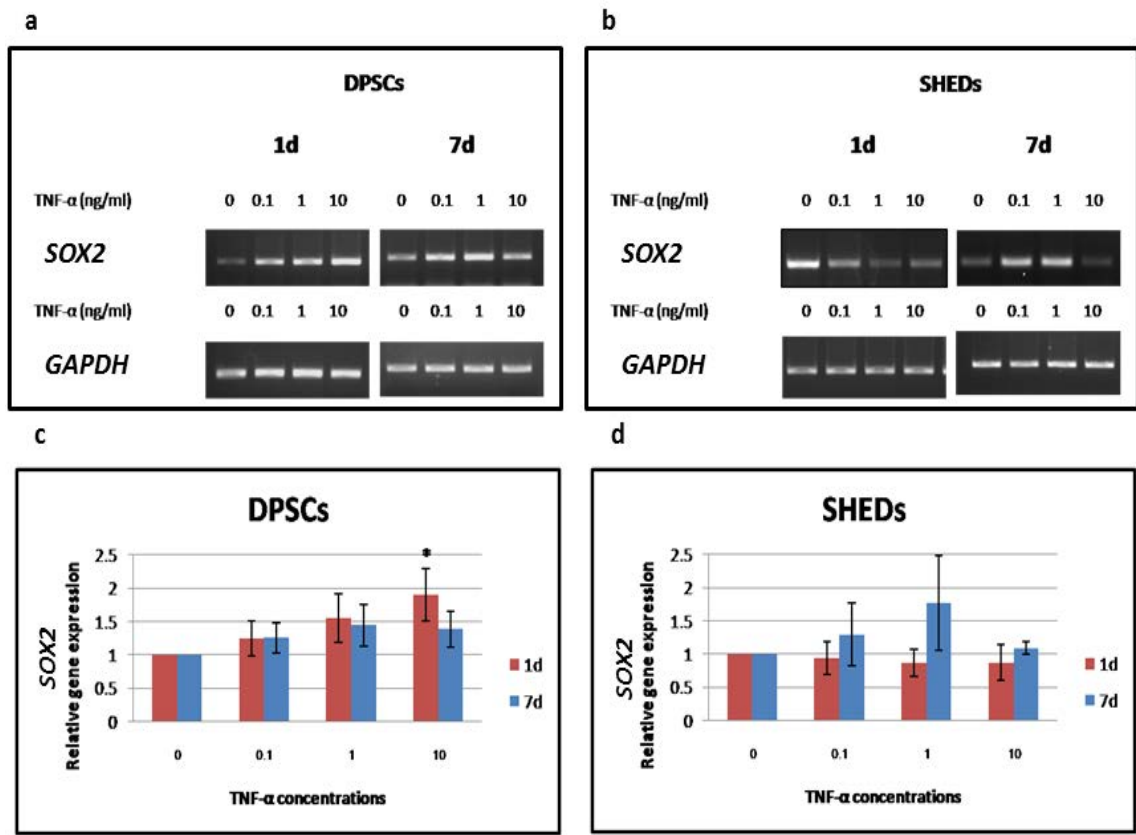 a
DPSCs
1d 7d
TNF-α (ng/ml) 0 0.1 1 10 0 0.1 1 10
SOX2
TNF-α (ng/ml) 0 0.1 1 10 0 0.1 1 10
GAPDH
b
SHEDs
1d 7d
TNF-α (ng/ml) 0 0.1 1 10 0 0.1 1 10
SOX2
TNF-α (ng/ml) 0 0.1 1 10 0 0.1 1 10
GAPDH
c
DPSCs
SOX2
Relative gene expression
2.5
2
1.5
1
0.5
0
*
0 0.1 1 10
TNF-α concentrations
1d
7d
d
SHEDs
SOX2
Relative gene expression
2.5
2
1.5
1
0.5
0
0 0.1 1 10
TNF-α concentrations
1d
7d